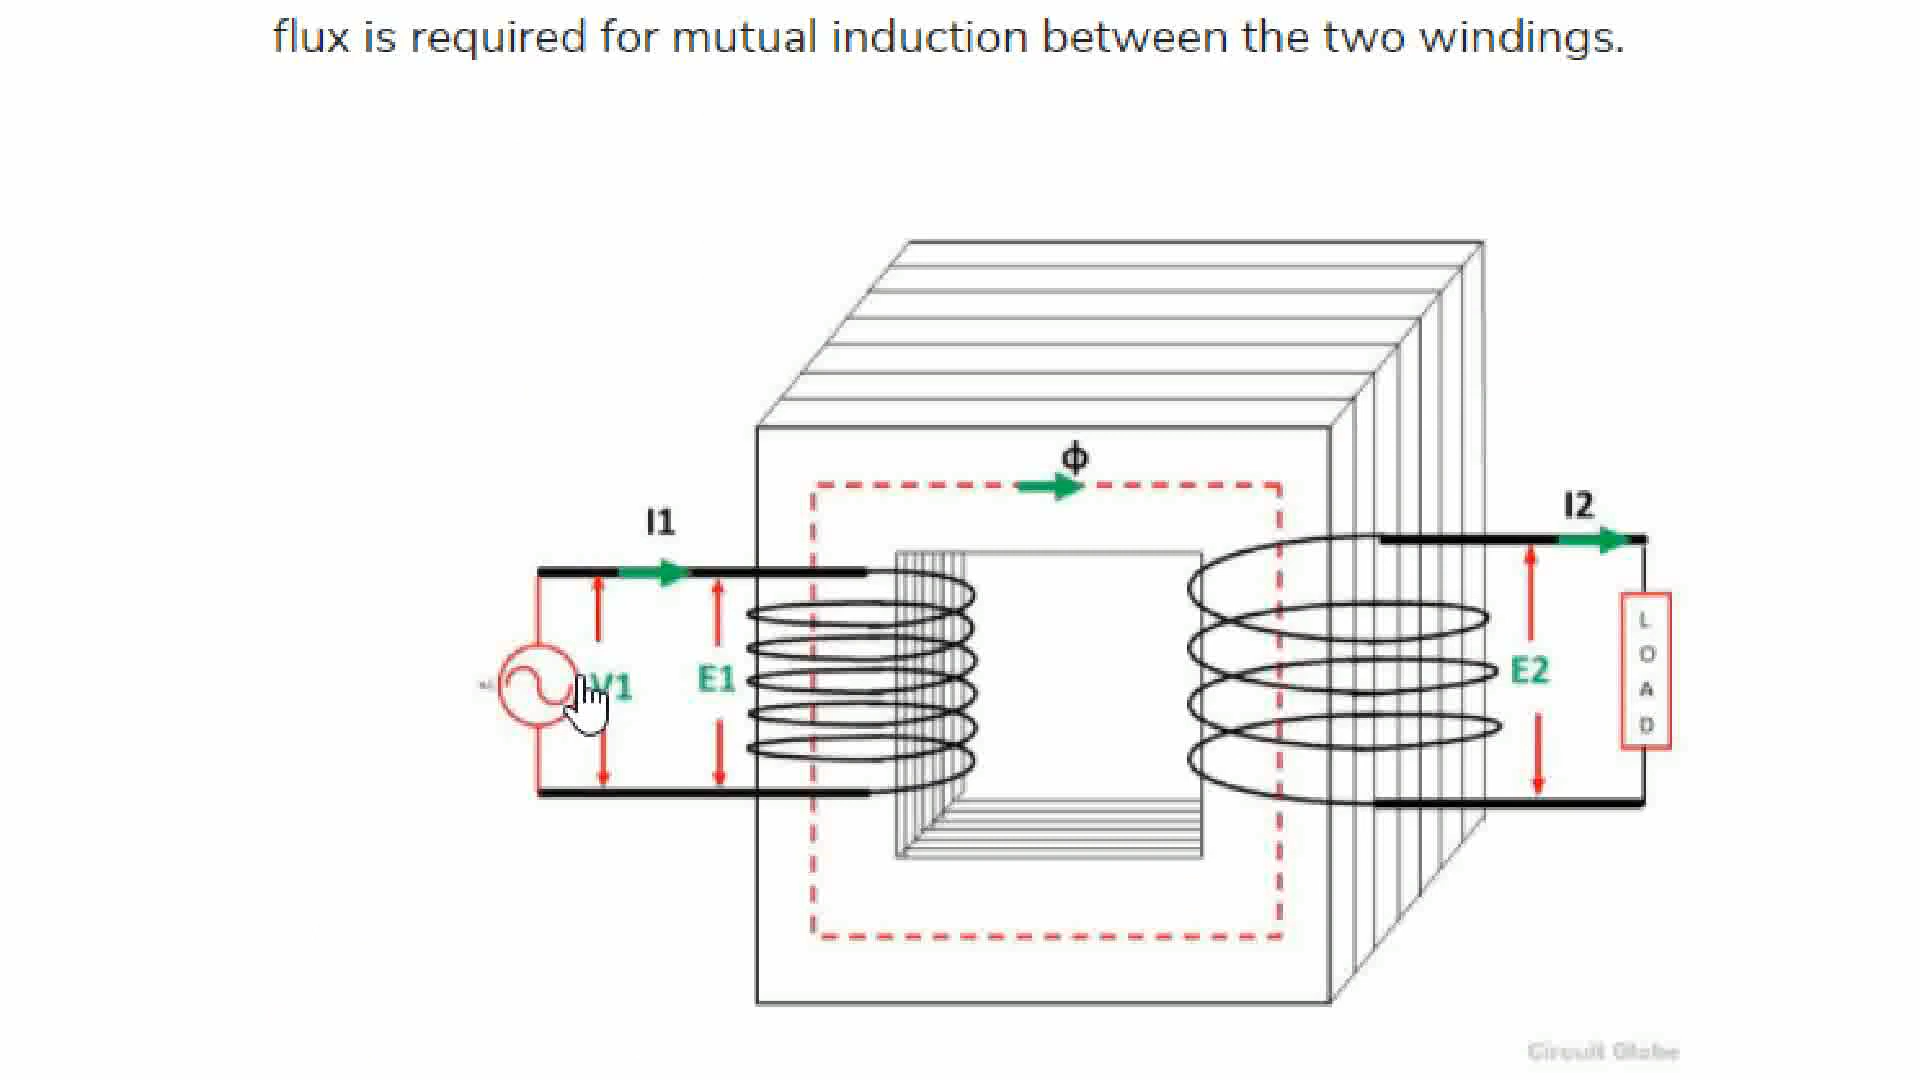 flux is required for mutual induction between the two windings.
ϕ
I1
I2
V1
E1
E2
L
O
A
D
Circuit Globe